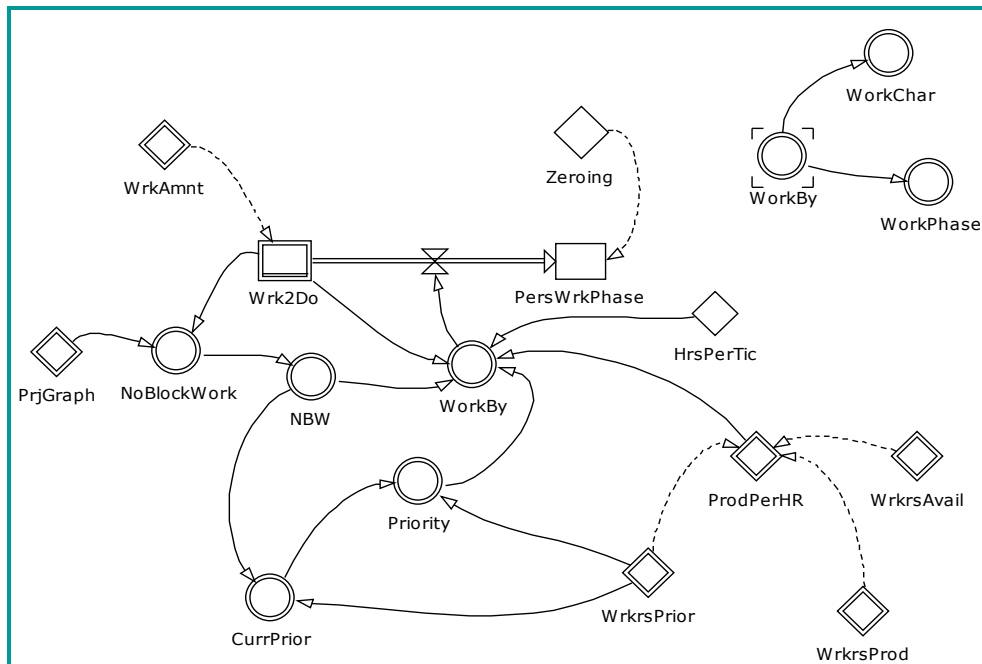 WorkChar
WrkAmnt
Zeroing
WorkBy
WorkPhase
Wrk2Do
PersWrkPhase
HrsPerTic
PrjGraph
NoBlockWork
NBW
WorkBy
ProdPerHR
WrkrsAvail
Priority
WrkrsPrior
CurrPrior
WrkrsProd